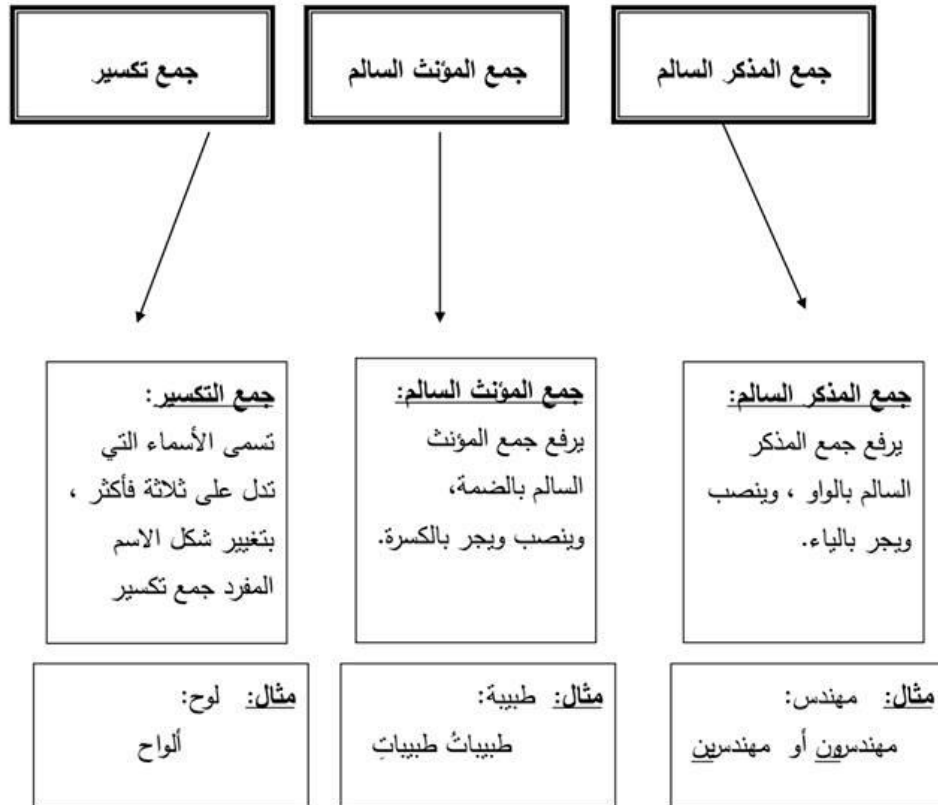 جمع المذكر السالم
جمع المؤنث السالم
جمع تكسير
جمع المذكر السالم:
يرفع جمع المذكر
السالم بالواو ، وينصب
ويجر بالياء.
جمع المؤنث السالم:
يرفع جمع المؤنث
السالم بالضمة،
وينصب ويجر بالكسرة.
جمع التكسير:
تسمى الأسماء التي
تدل على ثلاثة فأكثر ،
بتغيير شكل الاسم
المفرد جمع تكسير
مثال: مهندس:
مهندسون أو مهندسين
مثال: طبيبة:
طبيباتُ طبيباتِ
مثال: لوح:
ألواح